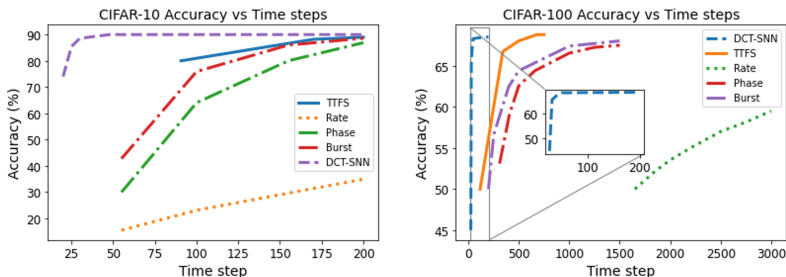 CIFAR-10 Accuracy vs Time steps
Accuracy (%)
90
80
70
60
50
40
30
20
TTFS
Rate
Phase
Burst
DCT-SNN
25 50 75 100 125 150 175 200
Time step
CIFAR-100 Accuracy vs Time steps
Accuracy (%)
65
60
55
50
45
DCT-SNN
TTFS
Rate
Phase
Burst
60
50
100 200
0 500 1000 1500 2000 2500 3000
Time step